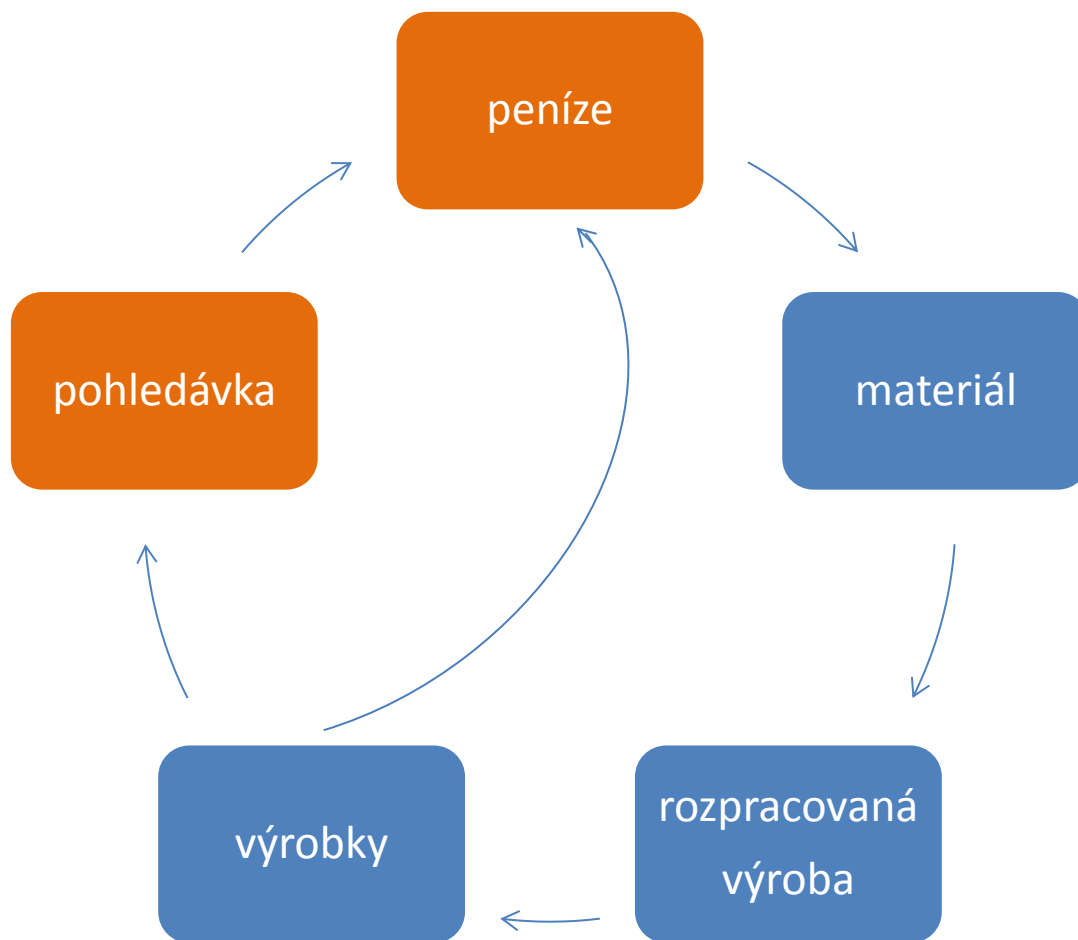 peníze
pohledávka
materiál
výrobky
rozpracovaná
výroba